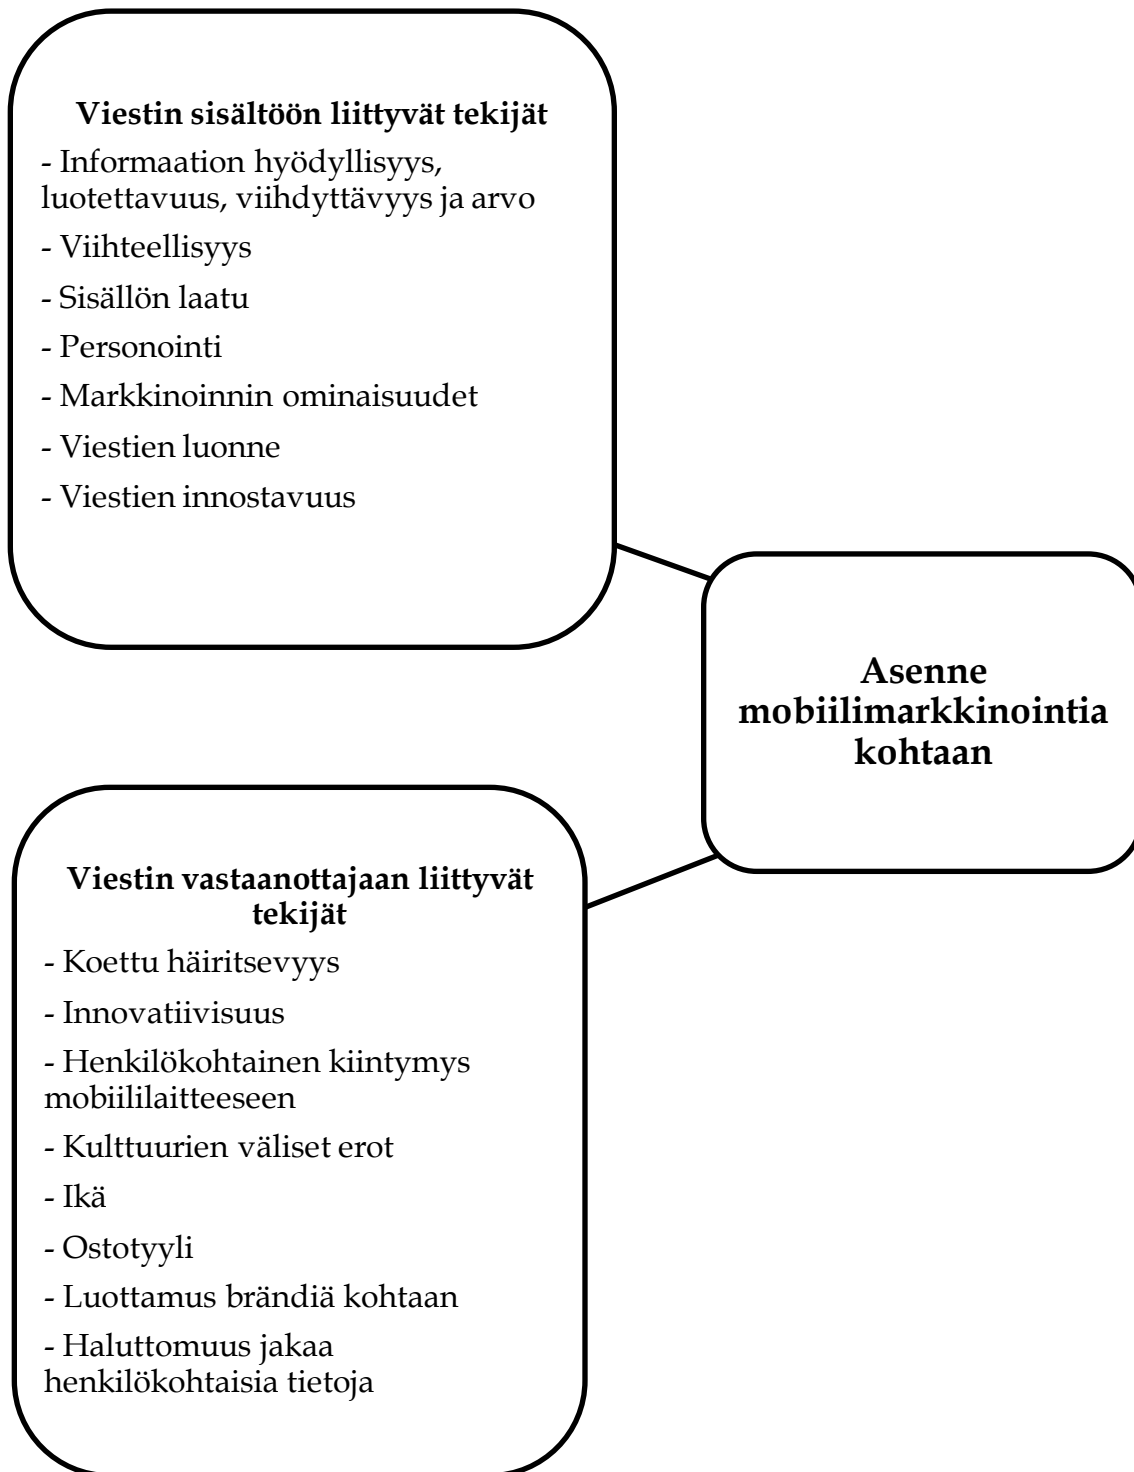 Viestin sisältöön liittyvät tekijät
- Informaation hyödyllisyys,
luotettavuus, viihdyttävyys ja arvo
- Viihteellisyys
- Sisällön laatu
- Personointi
- Markkinoinnin ominaisuudet
- Viestien luonne
- Viestien innostavuus
Asenne
mobiilimarkkinointia
kohtaan
Viestin vastaanottajaan liittyvät
tekijät
- Koettu häiritsevyys
- Innovatiivisuus
- Henkilökohtainen kiintymys
mobiililaitteeseen
- Kulttuurien väliset erot
- Ikä
- Ostotyyli
- Luottamus brändiä kohtaan
- Haluttomuus jakaa
henkilökohtaisia tietoja